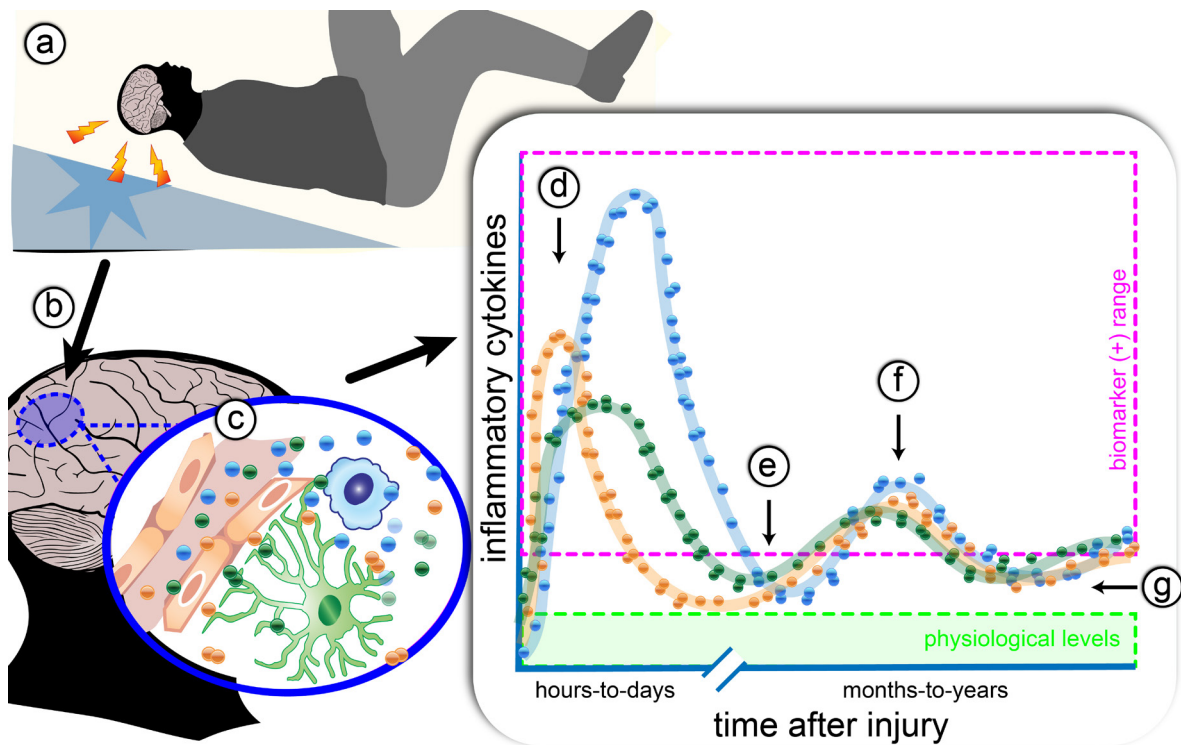 a
b
c
d
e
f
g
inflammatory cytokines
biomarker (+) range
physiological levels
hours-to-days
months-to-years
time after injury